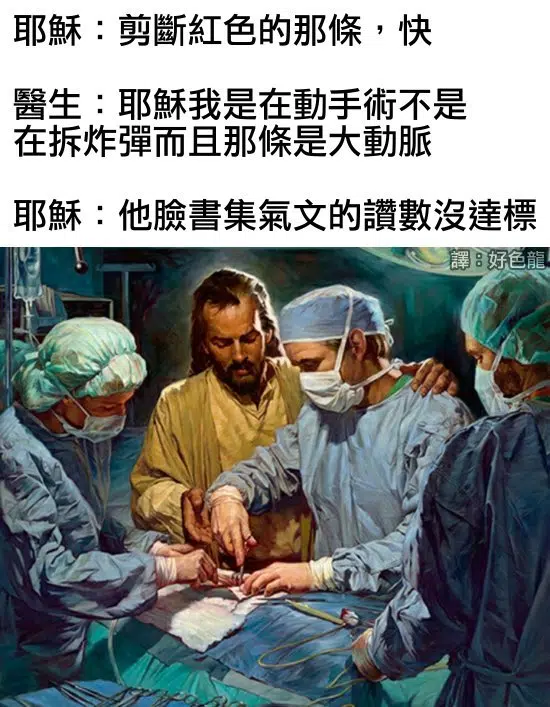 耶穌：剪斷紅色的那條，快
醫生：耶穌我是在動手術不是
在拆炸彈而且那條是大動脈
耶穌：他臉書集氣文的讚數沒達標
譯：好色龍